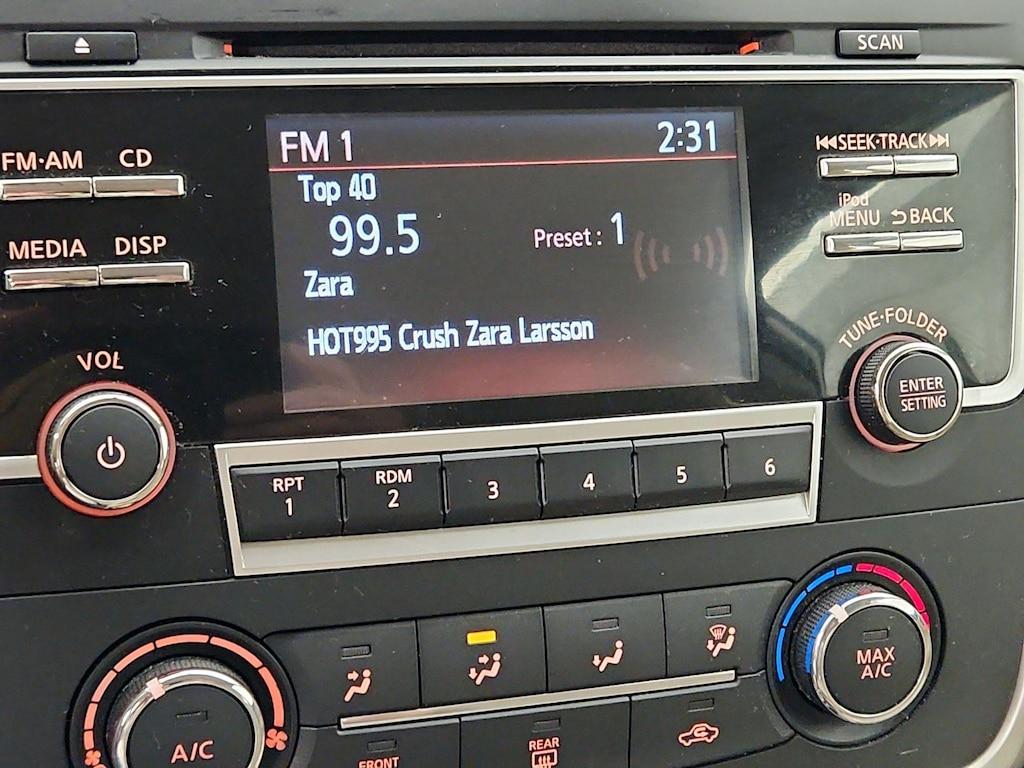 SCAN
FM 1 2:31
Top 40
99.5 Preset : 1
Zara
HOT995 Crush Zara Larsson
FM·AM CD
MEDIA DISP
VOL
SEEK·TRACK
iPod
MENU BACK
TUNE·FOLDER
ENTER
SETTING
RPT
1
RDM
2
3
4
5
6
A/C
FRONT
REAR
MAX
A/C